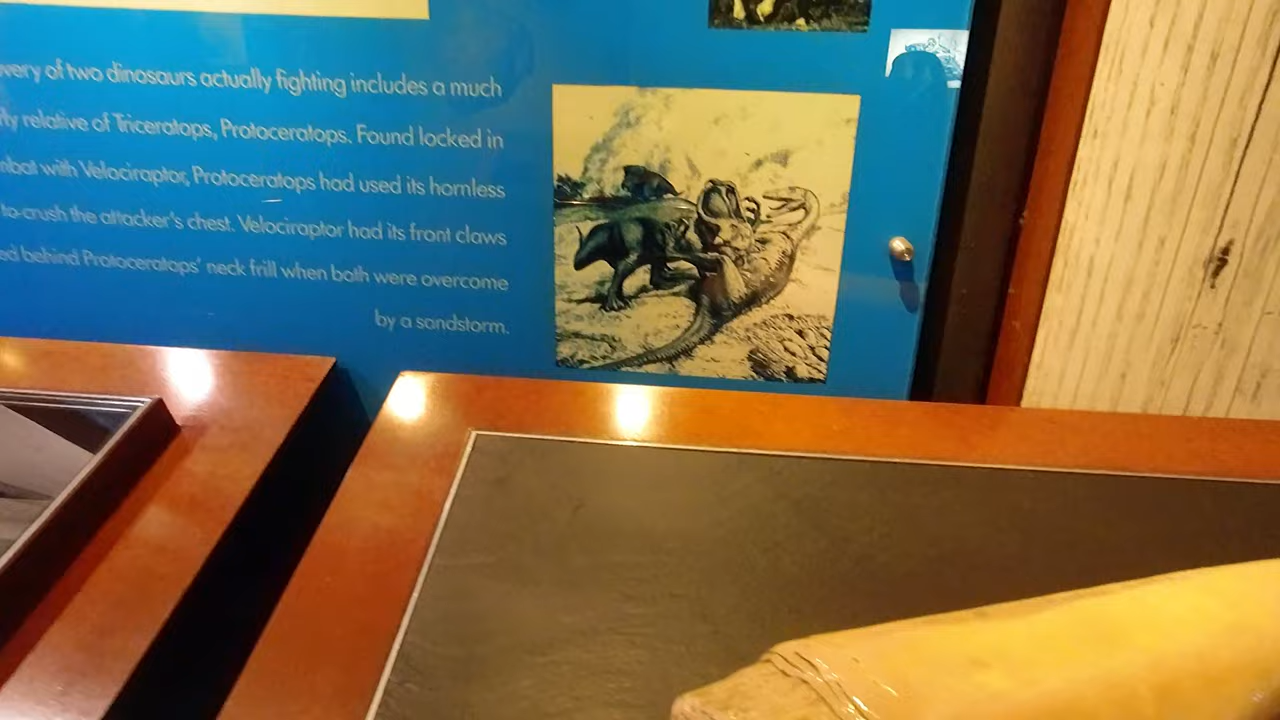 very of two dinosaurs actually fighting includes a much
rly relative of Triceratops, Protoceratops. Found locked in
mbat with Velociraptor, Protoceratops had used its hornless
to crush the attacker's chest. Velociraptor had its front claws
ed behind Protoceratops' neck frill when both were overcome
by a sandstorm.